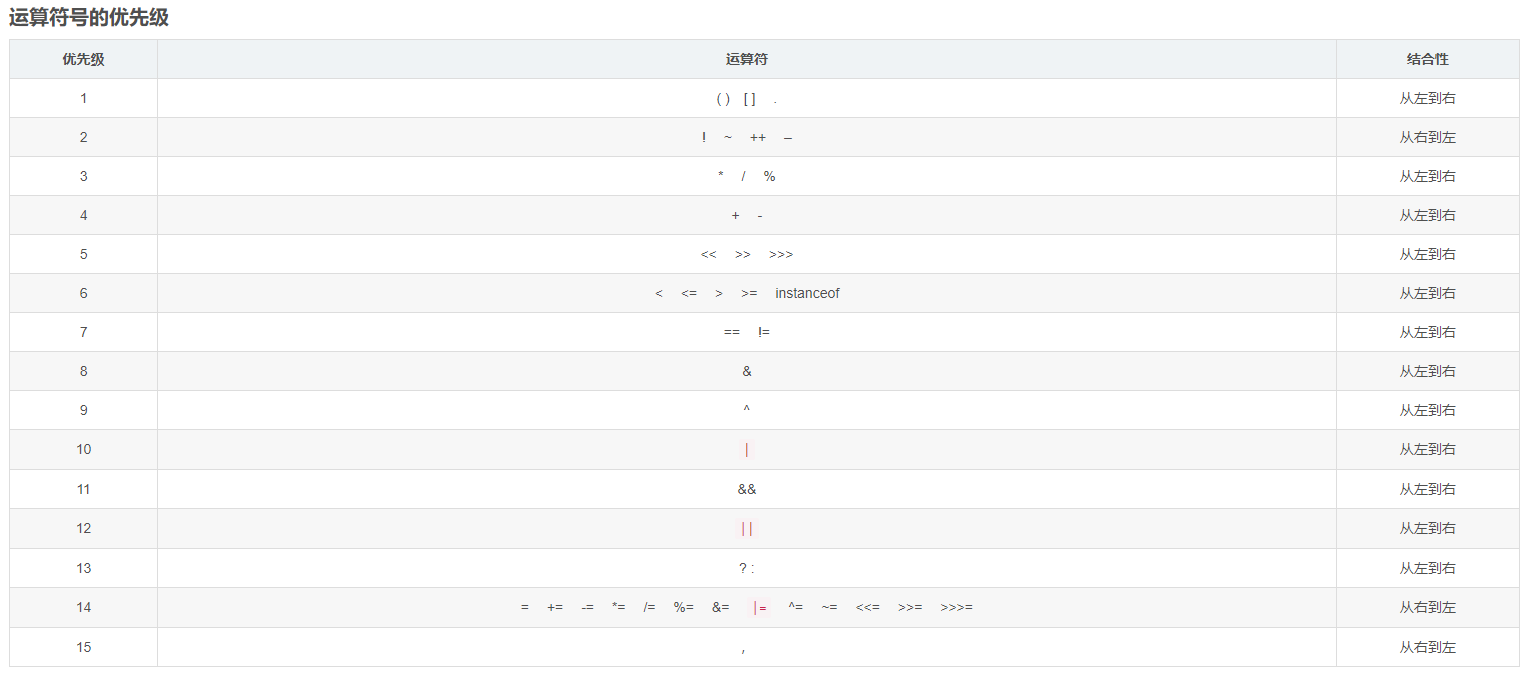 运算符号的优先级
优先级 运算符 结合性
1 ( ) [ ] . 从左到右
2 ! ~ ++ – 从右到左
3 * / % 从左到右
4 + - 从左到右
5 << >> >>> 从左到右
6 < <= > >= instanceof 从左到右
7 == != 从左到右
8 & 从左到右
9 ^ 从左到右
10 | 从左到右
11 && 从左到右
12 || 从左到右
13 ? : 从左到右
14 = += -= *= /= %= &= |= ^= ~= <<= >>= >>>= 从右到左
15 , 从右到左